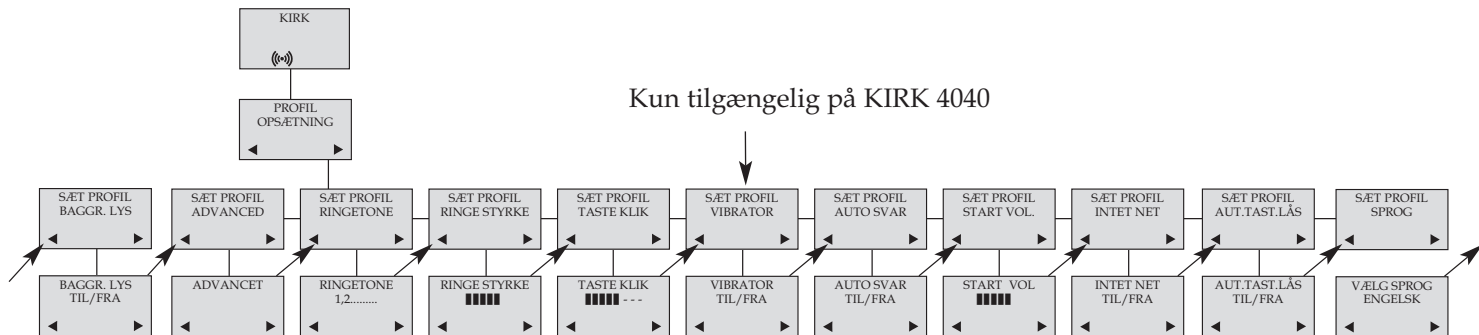 KIRK
PROFIL
OPSÆTNING
Kun tilgængelig på KIRK 4040
SÆT PROFIL
BAGGR. LYS
SÆT PROFIL
ADVANCED
SÆT PROFIL
RINGETONE
SÆT PROFIL
RINGE STYRKE
SÆT PROFIL
TASTE KLIK
SÆT PROFIL
VIBRATOR
SÆT PROFIL
AUTO SVAR
SÆT PROFIL
START VOL.
SÆT PROFIL
INTET NET
SÆT PROFIL
AUT.TAST.LÅS
SÆT PROFIL
SPROG
BAGGR. LYS
TIL/FRA
ADVANCET
RINGETONE
1,2.........
RINGE STYRKE
TASTE KLIK
---
VIBRATOR
TIL/FRA
AUTO SVAR
TIL/FRA
START VOL
INTET NET
TIL/FRA
AUT.TAST.LÅS
TIL/FRA
VÆLG SPROG
ENGELSK